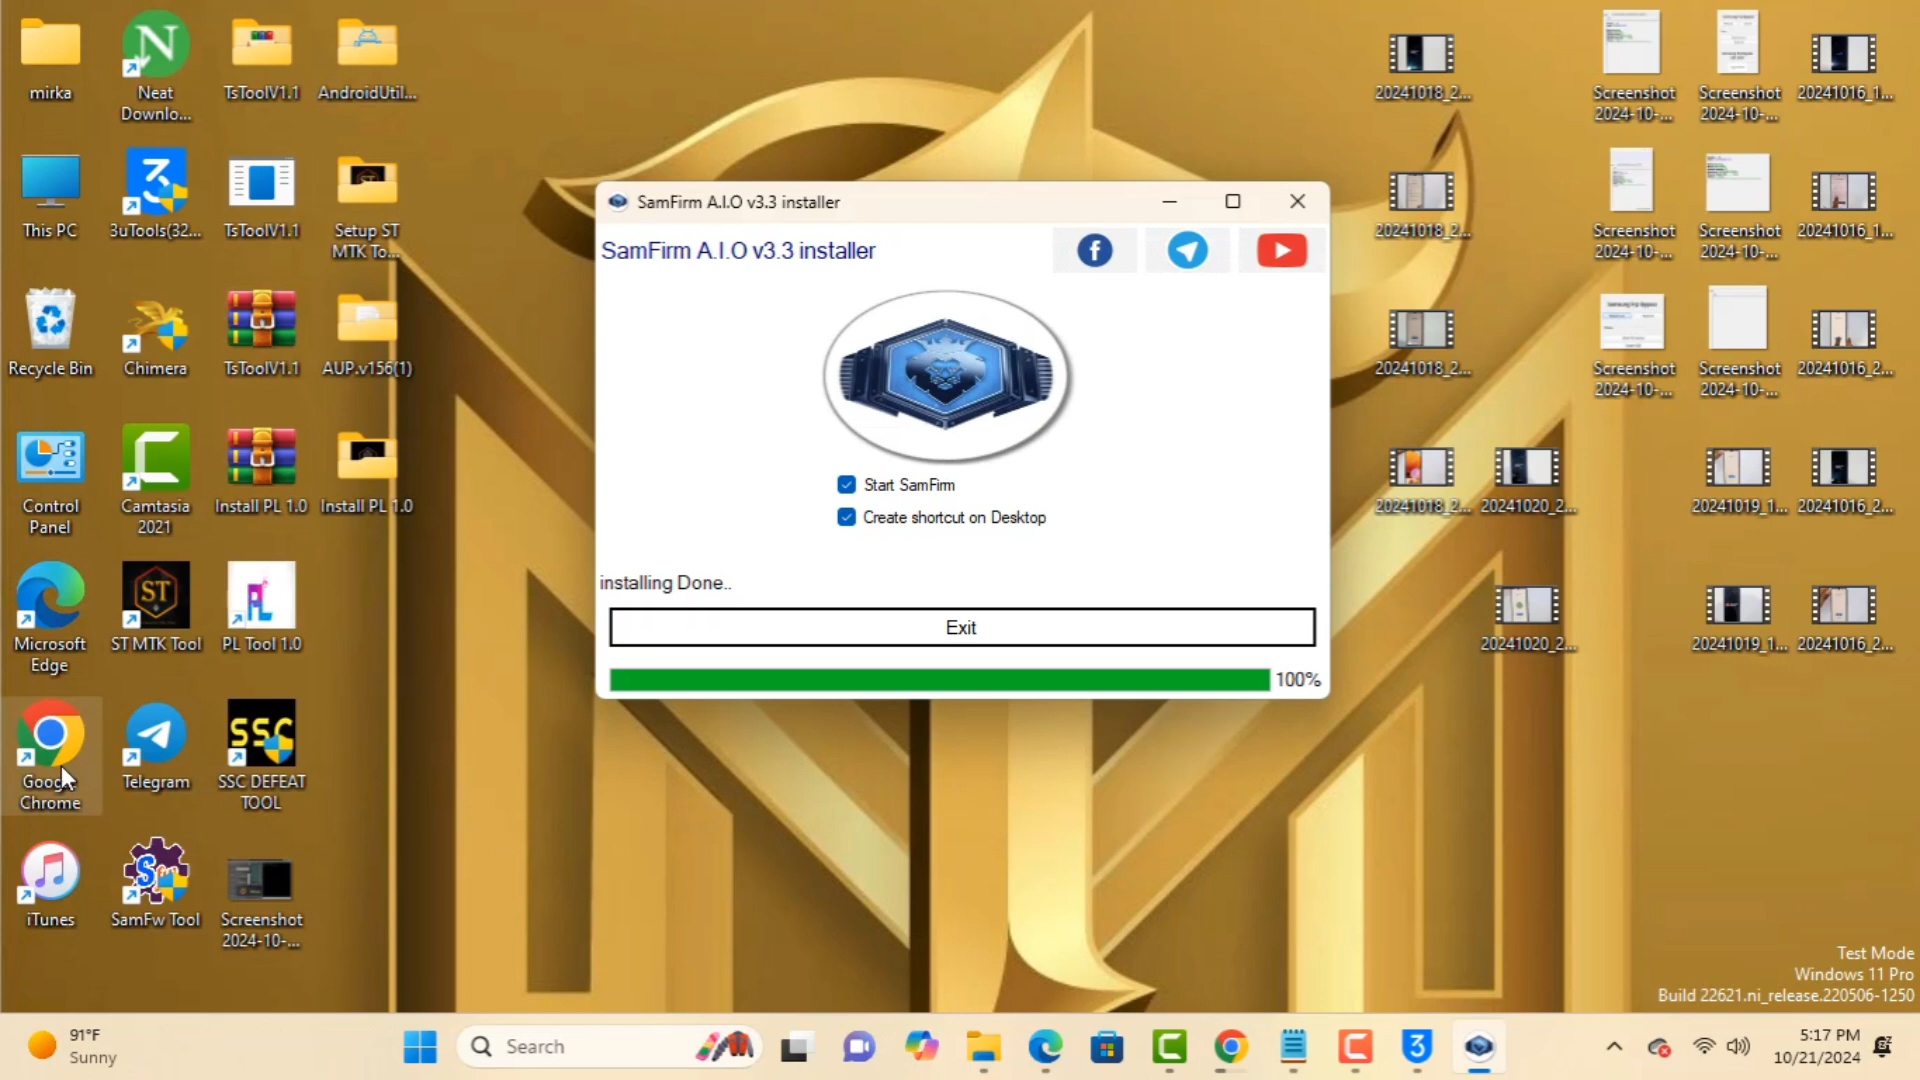 mirka
Neat
Downlo...
TsToolV1.1
AndroidUtil...
This PC
3uTools(32...
TsToolV1.1
Setup ST
MTK To...
Recycle Bin
Chimera
TsToolV1.1
AUP.v156(1)
Control
Panel
Camtasia
2021
Install PL 1.0
Install PL 1.0
Microsoft
Edge
ST
ST MTK Tool
PL
PL Tool 1.0
Google
Chrome
Telegram
SSC
SSC DEFEAT
TOOL
iTunes
SamFw Tool
Screenshot
2024-10-...
SamFirm A.I.O v3.3 installer
SamFirm A.I.O v3.3 installer
Start SamFirm
Create shortcut on Desktop
installing Done..
Exit
100%
20241018_2...
Screenshot
2024-10-...
Screenshot
2024-10-...
20241016_1...
20241018_2...
Screenshot
2024-10-...
Screenshot
2024-10-...
20241016_1...
20241018_2...
Screenshot
2024-10-...
Screenshot
2024-10-...
20241016_2...
20241018_2...
20241020_2...
20241019_1...
20241016_2...
20241020_2...
20241019_1...
20241016_2...
Test Mode
Windows 11 Pro
Build 22621.ni_release.220506-1250
91°F
Sunny
Search
5:17 PM
10/21/2024